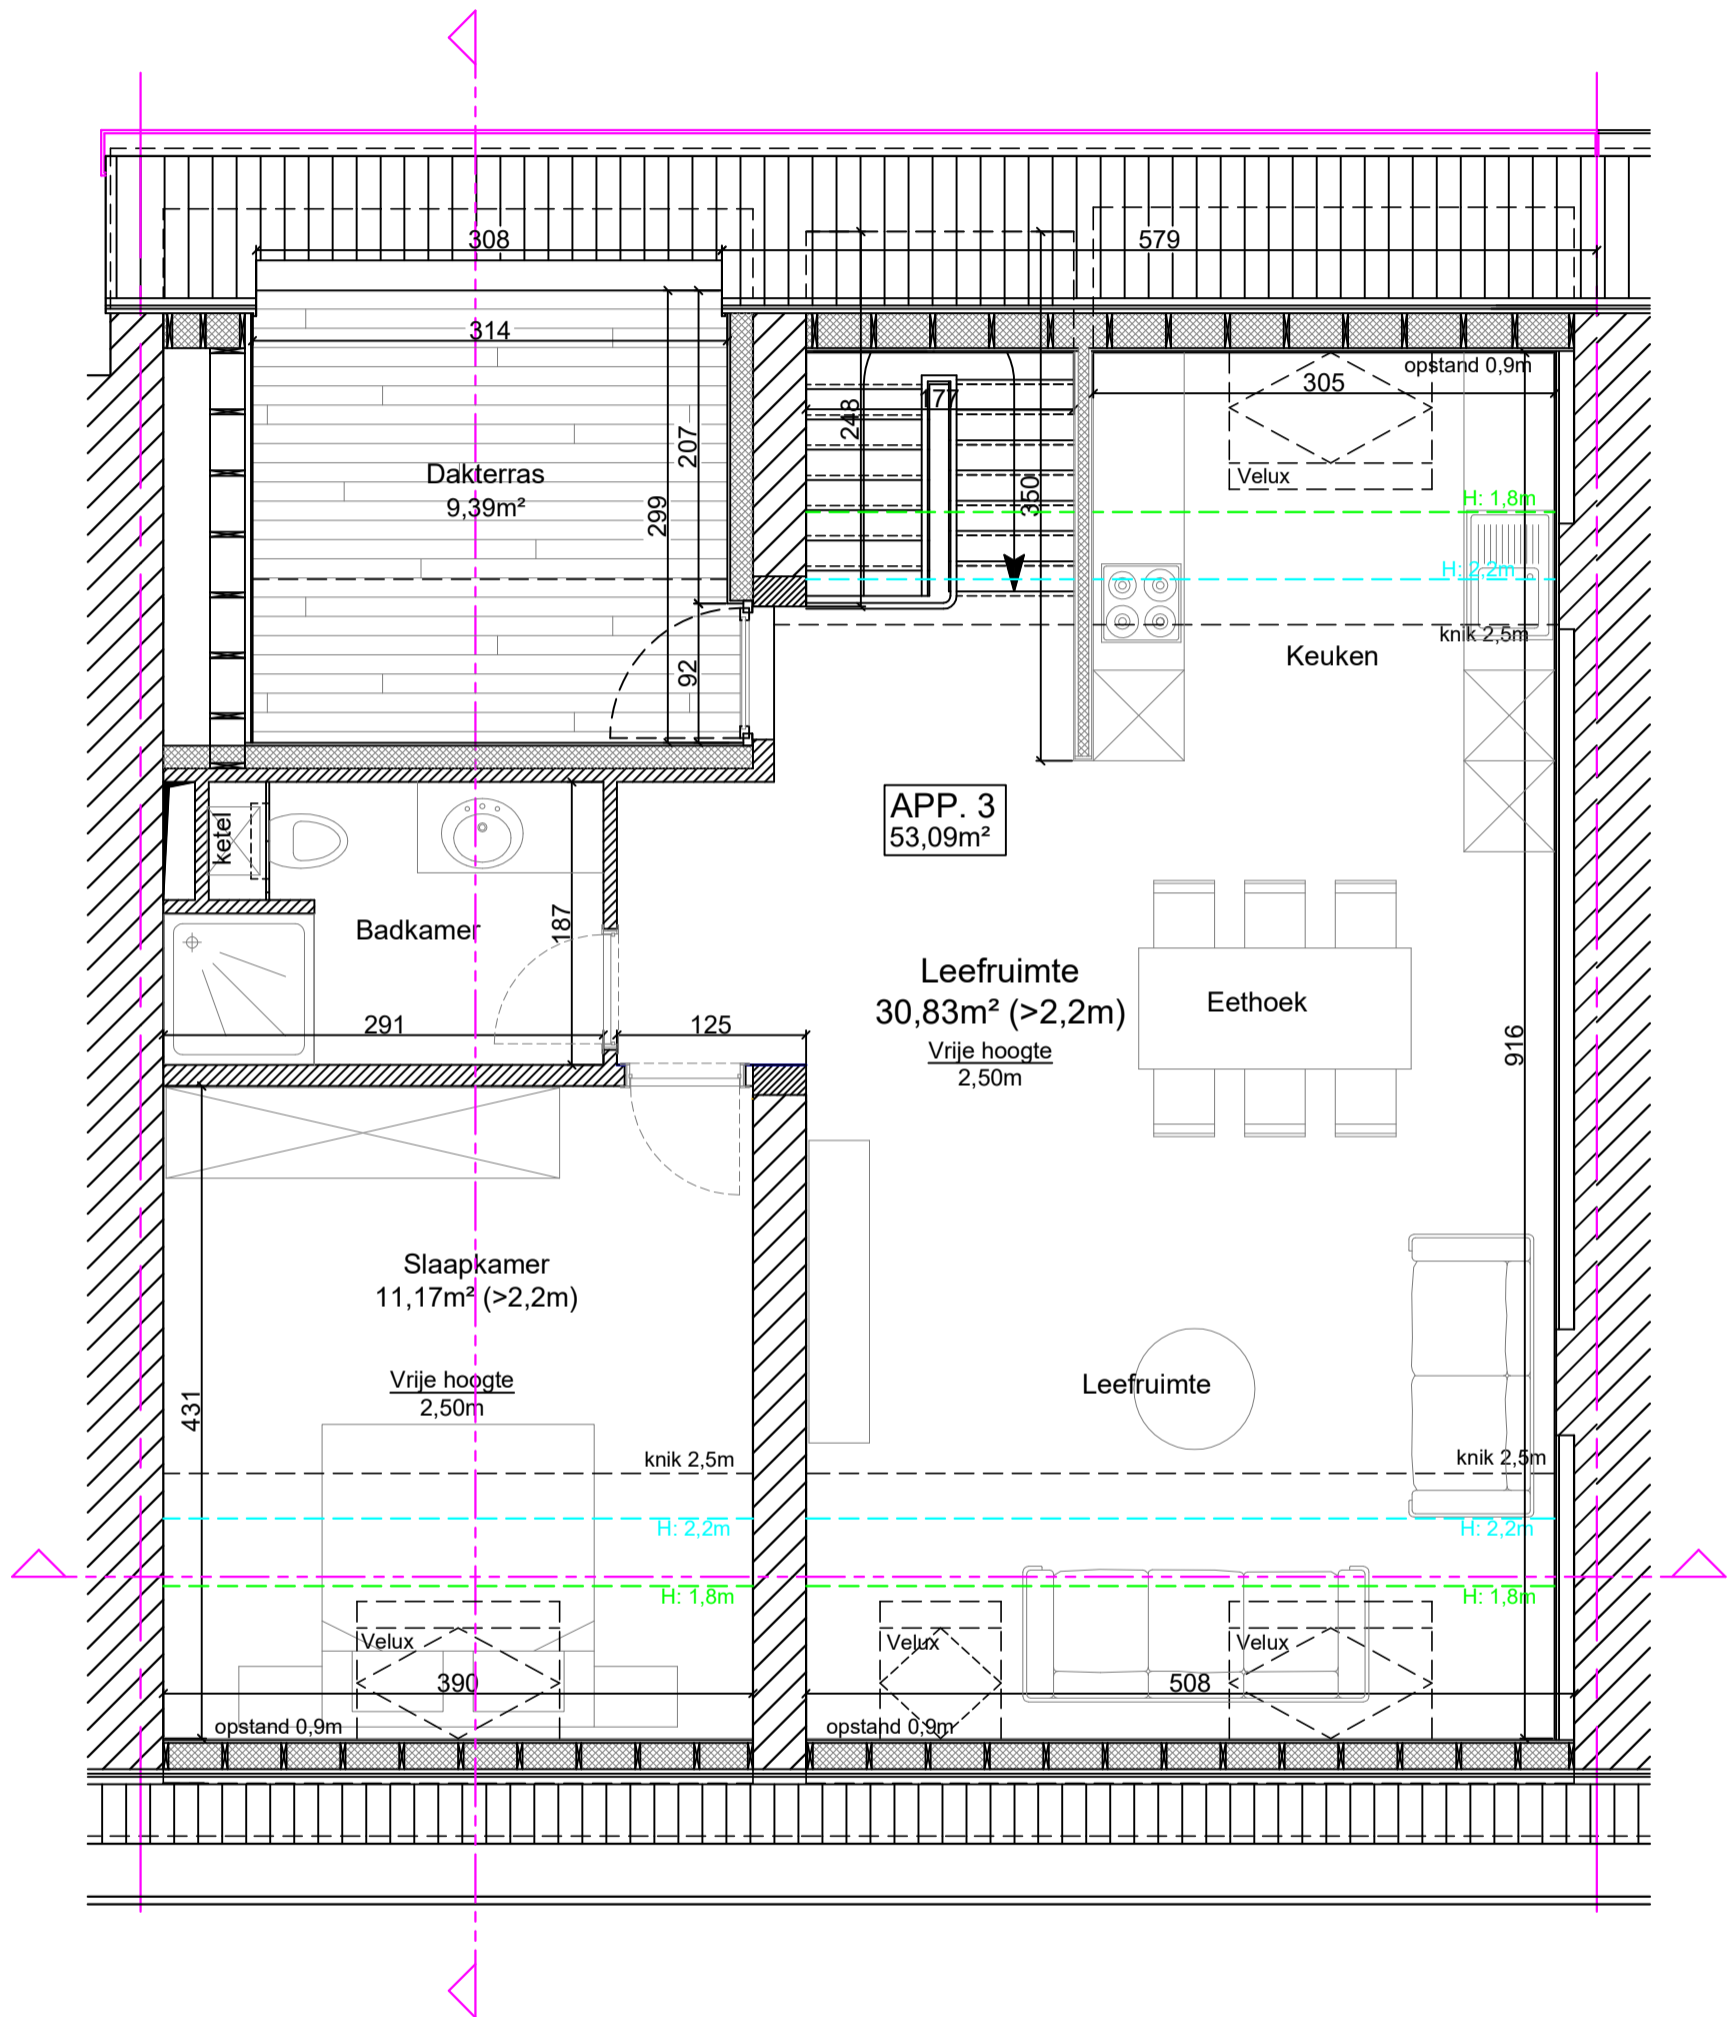 308
579
314
opstand 0,9m
305
177
248
207
Dakterras
9,39m²
299
350
Velux
H: 1,8m
H: 2,2m
knik 2,5m
Keuken
92
APP. 3
53,09m²
ketel
Badkamer
187
Leefruimte
30,83m² (>2,2m)
Vrije hoogte
2,50m
Eethoek
291
125
916
Slaapkamer
11,17m² (>2,2m)
Vrije hoogte
2,50m
431
Leefruimte
knik 2,5m
knik 2,5m
H: 2,2m
H: 2,2m
H: 1,8m
H: 1,8m
Velux
Velux
Velux
390
508
opstand 0,9m
opstand 0,9m